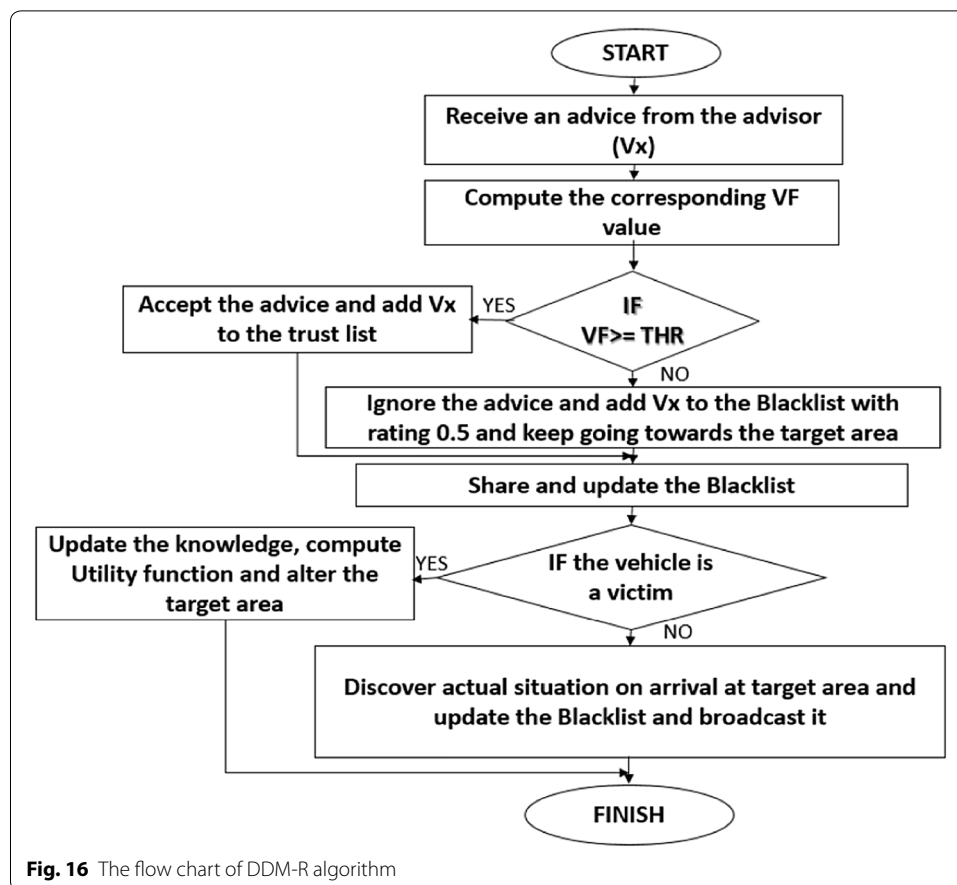 START
Receive an advice from the advisor
(Vx)
Compute the corresponding VF
value
IF
VF>= THR
YES
Accept the advice and add Vx
to the trust list
NO
Ignore the advice and add Vx to the Blacklist with
rating 0.5 and keep going towards the target area
Share and update the Blacklist
IF the vehicle is
a victim
YES
Update the knowledge, compute
Utility function and alter the
target area
NO
Discover actual situation on arrival at target area and
update the Blacklist and broadcast it
FINISH
Fig. 16 The flow chart of DDM-R algorithm